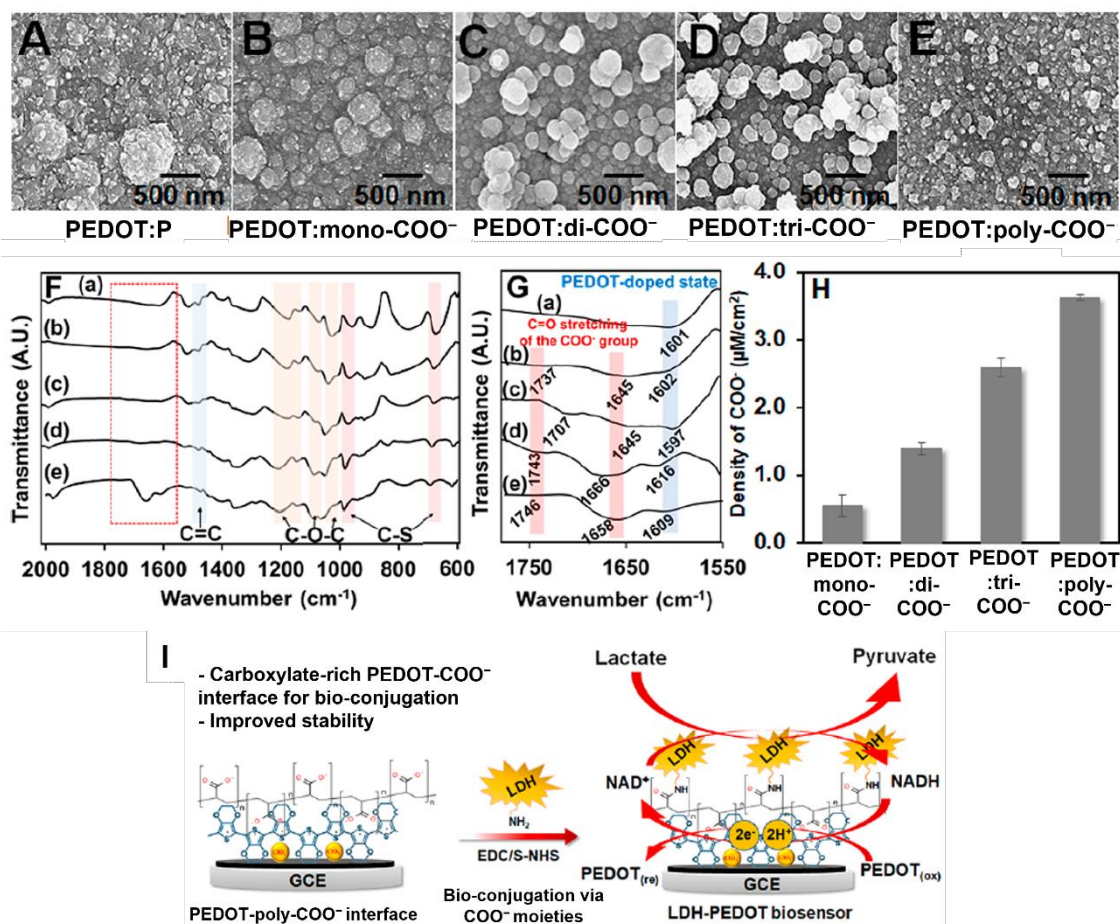 A
B
C
D
E
500 nm
500 nm
500 nm
500 nm
500 nm
PEDOT:P
PEDOT:mono-COO⁻
PEDOT:di-COO⁻
PEDOT:tri-COO⁻
PEDOT:poly-COO⁻
F
(a)
(b)
(c)
(d)
(e)
C=C
C-O-C
C-S
Transmittance (A.U.)
2000 1800 1600 1400 1200 1000 800 600
Wavenumber (cm⁻¹)
G
PEDOT-doped state
(a)
C=O stretching
of the COO⁻ group
1601
(b)
1737
1645
1602
(c)
1707
1645
1597
(d)
1743
1666
1616
(e)
1746
1658
1609
Transmittance (A.U.)
1750 1650 1550
Wavenumber (cm⁻¹)
H
Density of COO⁻ (µM/cm²)
4.0
3.0
2.0
1.0
0.0
PEDOT:
mono-
COO⁻
PEDOT
:di-
COO⁻
PEDOT
:tri-
COO⁻
PEDOT
:poly-
COO⁻
I
- Carboxylate-rich PEDOT-COO⁻
interface for bio-conjugation
- Improved stability
GCE
PEDOT-poly-COO⁻ interface
LDH
NH₂
EDC/S-NHS
Bio-conjugation via
COO⁻ moieties
Lactate
Pyruvate
LDH
LDH
LDH
NAD⁺
NH
NH
NH
NADH
2e⁻
2H⁺
PEDOT(re)
PEDOT(ox)
GCE
LDH-PEDOT biosensor